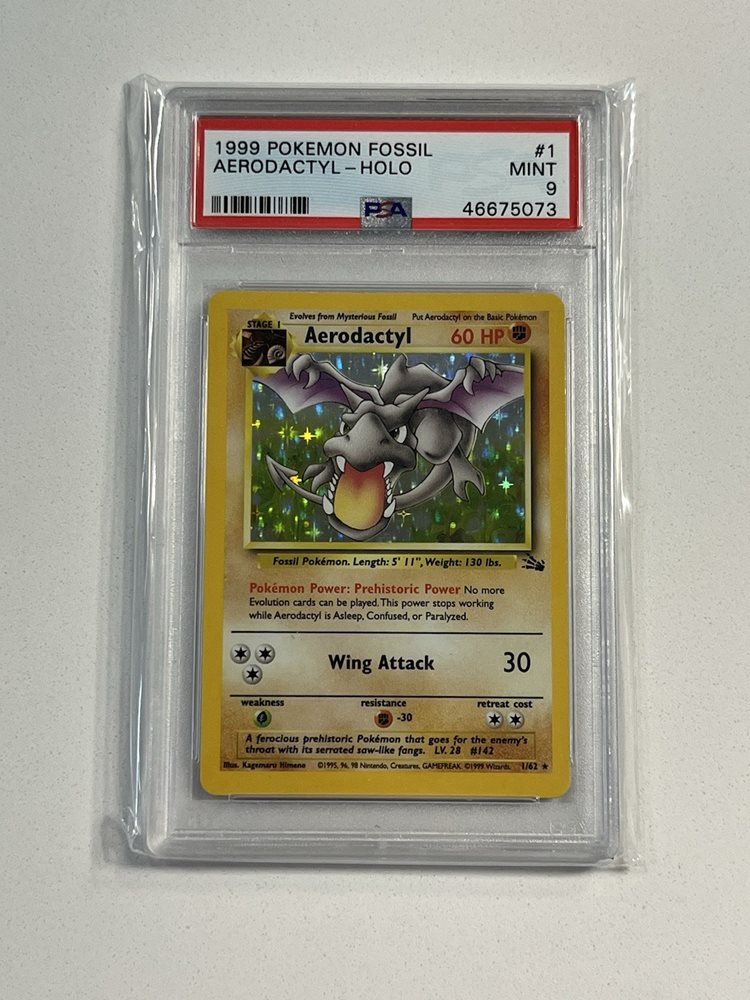 1999 POKEMON FOSSIL #1
AERODACTYL - HOLO MINT
9
PSA 46675073
Evolves from Mysterious Fossil Put Aerodactyl on the Basic Pokémon
STAGE 1
Aerodactyl 60 HP
Fossil Pokémon. Length: 5' 11", Weight: 130 lbs.
Pokémon Power: Prehistoric Power No more
Evolution cards can be played. This power stops working
while Aerodactyl is Asleep, Confused, or Paralyzed.
Wing Attack 30
weakness resistance retreat cost
-30
A ferocious prehistoric Pokémon that goes for the enemy's
throat with its serrated saw-like fangs. LV. 28 #142
Illus. Kagemaru Himeno ©1995, 96, 98 Nintendo, Creatures, GAMEFREAK. ©1999 Wizards. 1/62 ★